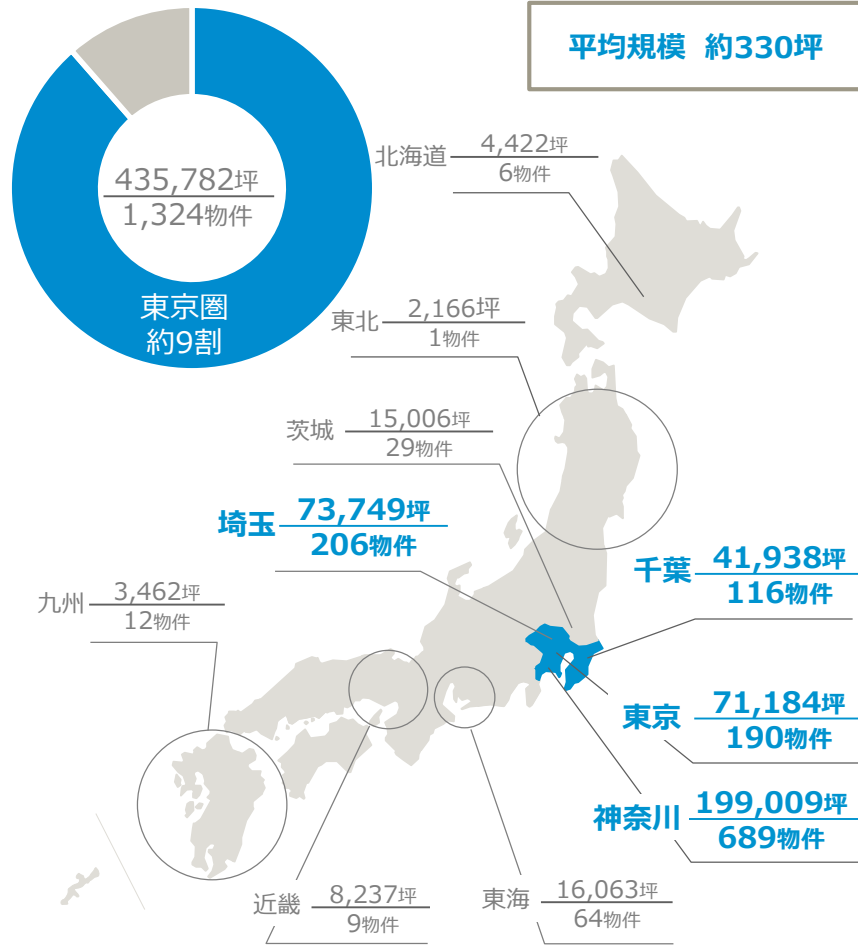 平均規模 約330坪
435,782坪
1,324物件
東京圏
約9割
北海道
4,422坪
6物件
東北
2,166坪
1物件
茨城
15,006坪
29物件
埼玉
73,749坪
206物件
千葉
41,938坪
116物件
九州
3,462坪
12物件
東京
71,184坪
190物件
神奈川
199,009坪
689物件
近畿
8,237坪
9物件
東海
16,063坪
64物件